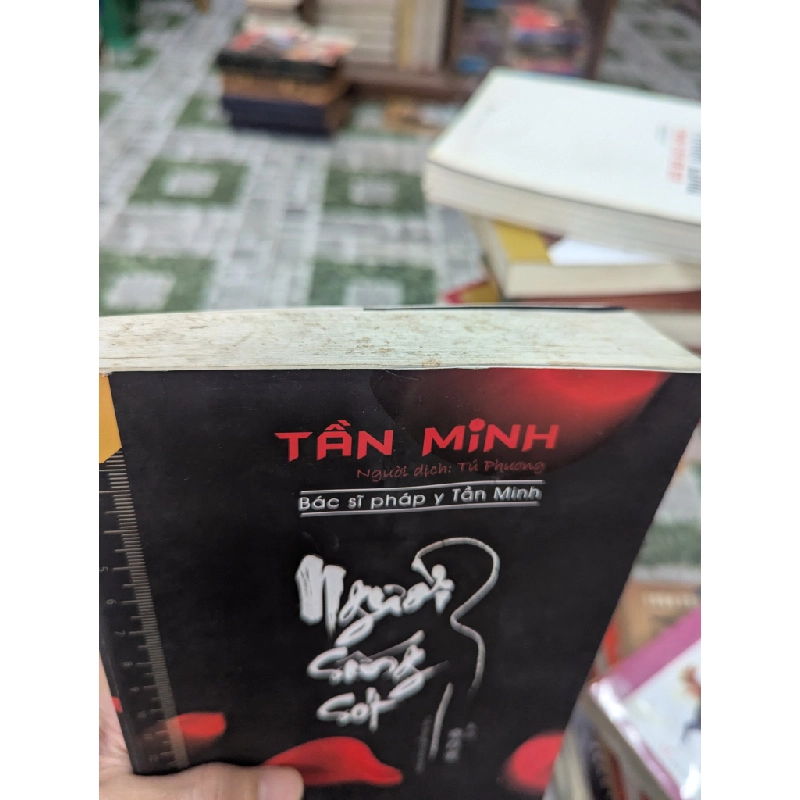 TẦN MINH
Người dịch: Tú Phương
Bác sĩ pháp y Tần Minh
Người
Sống
Sót